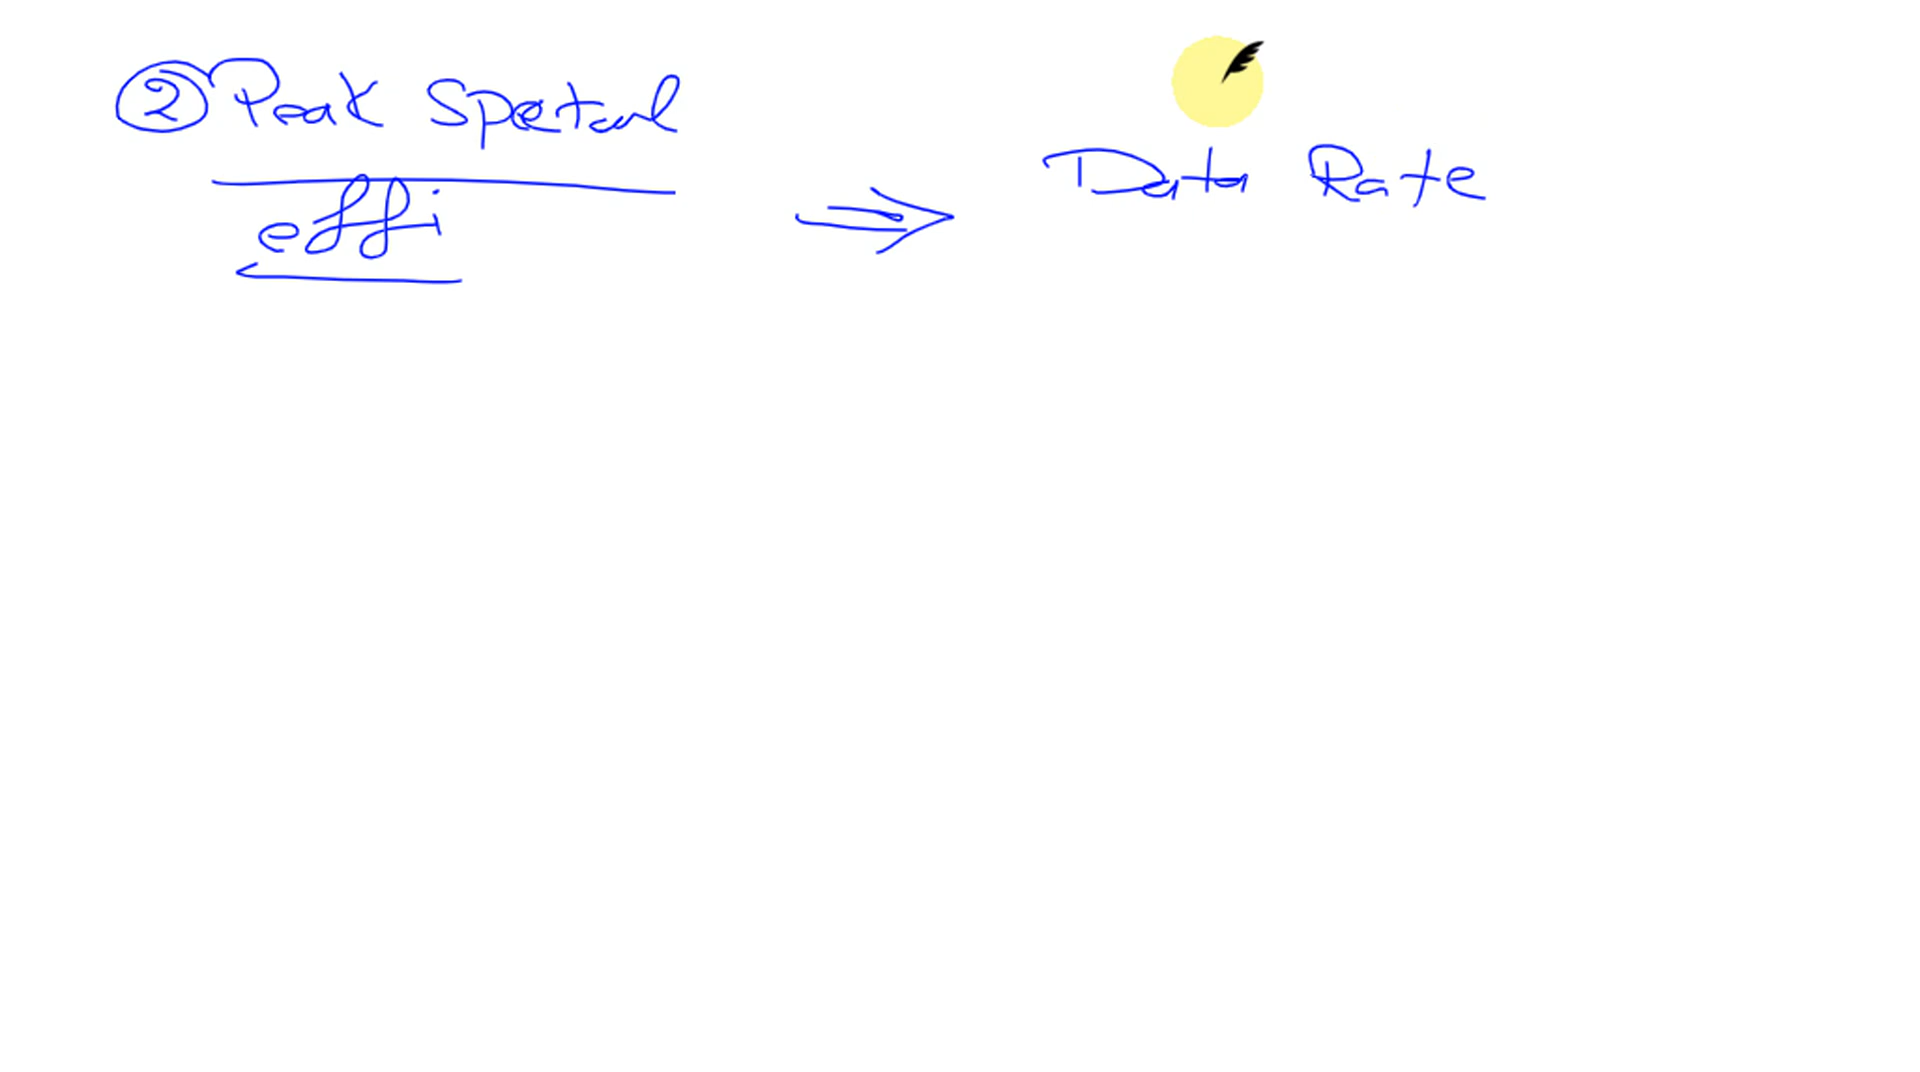 ② Peak Spectral
effi
⇒ Data Rate